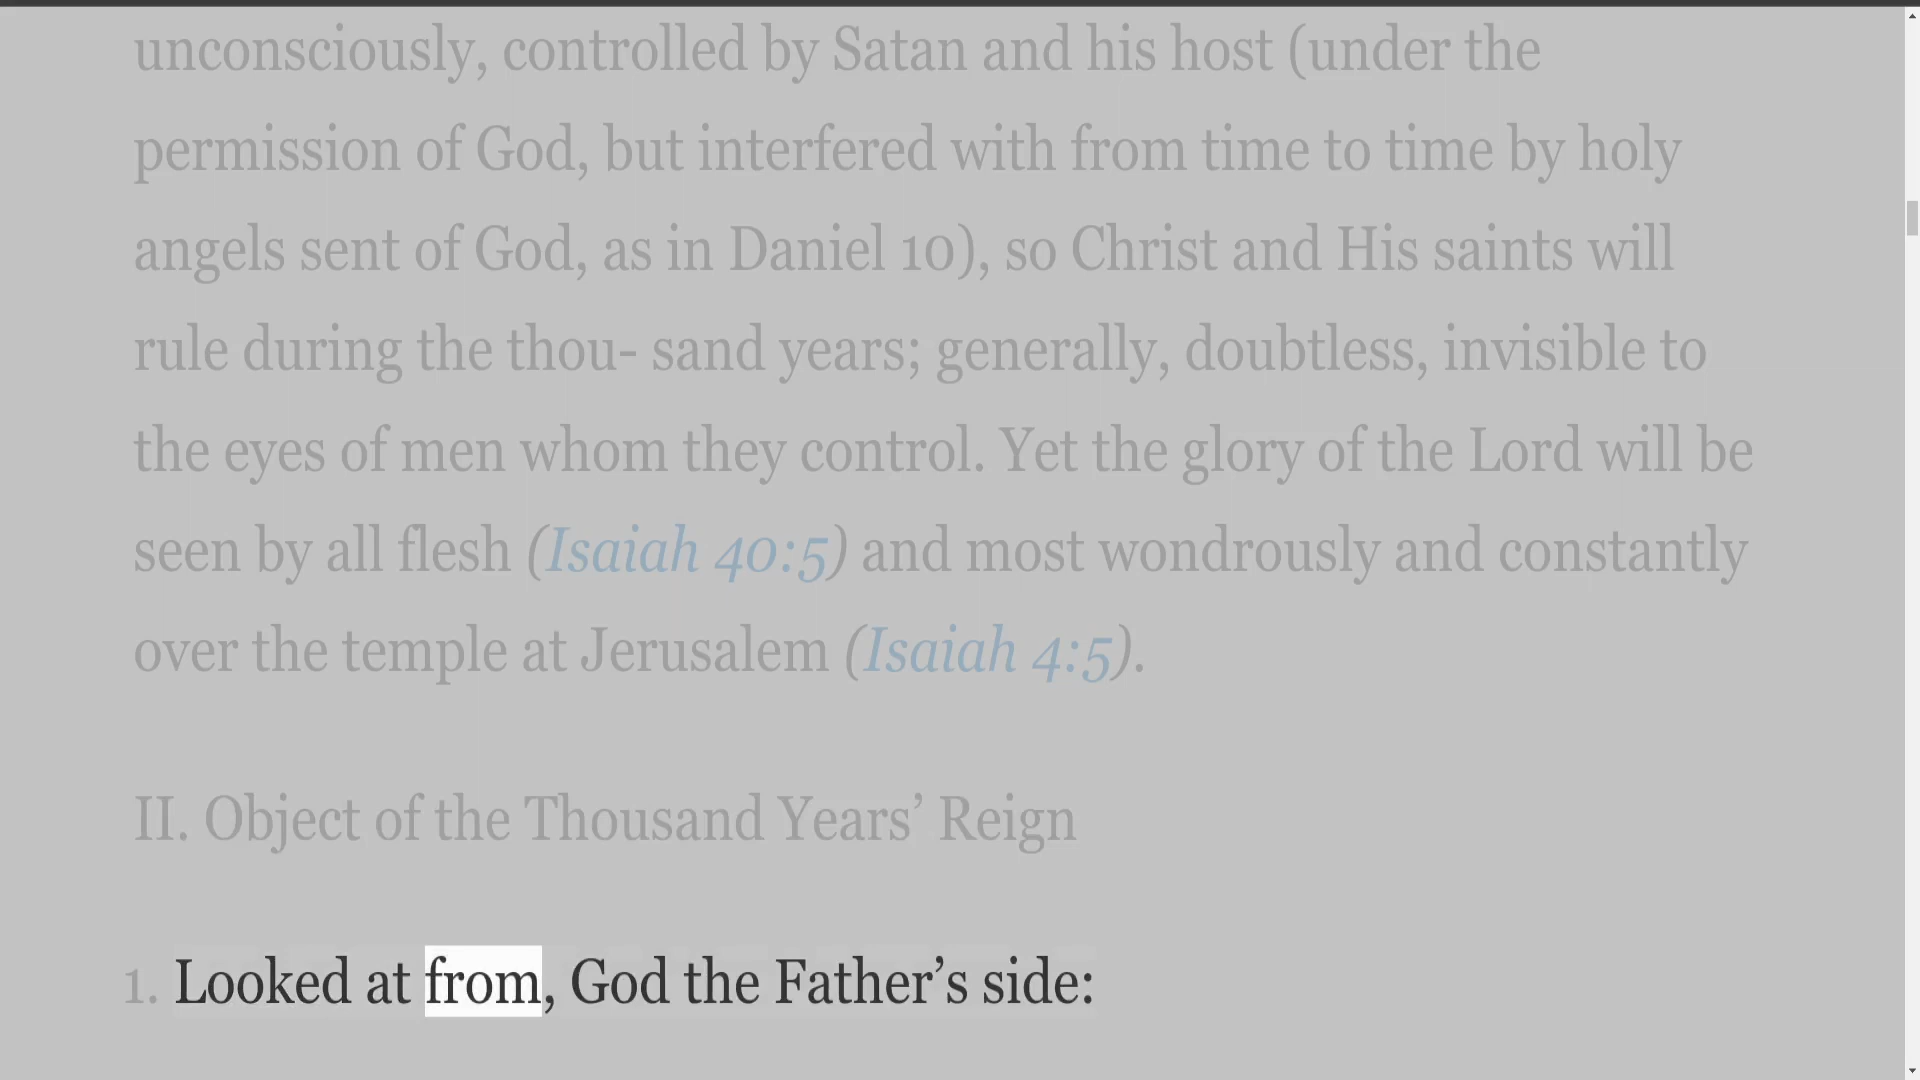 unconsciously, controlled by Satan and his host (under the
permission of God, but interfered with from time to time by holy
angels sent of God, as in Daniel 10), so Christ and His saints will
rule during the thou- sand years; generally, doubtless, invisible to
the eyes of men whom they control. Yet the glory of the Lord will be
seen by all flesh (Isaiah 40:5) and most wondrously and constantly
over the temple at Jerusalem (Isaiah 4:5).
II. Object of the Thousand Years’ Reign
1. Looked at from, God the Father’s side: